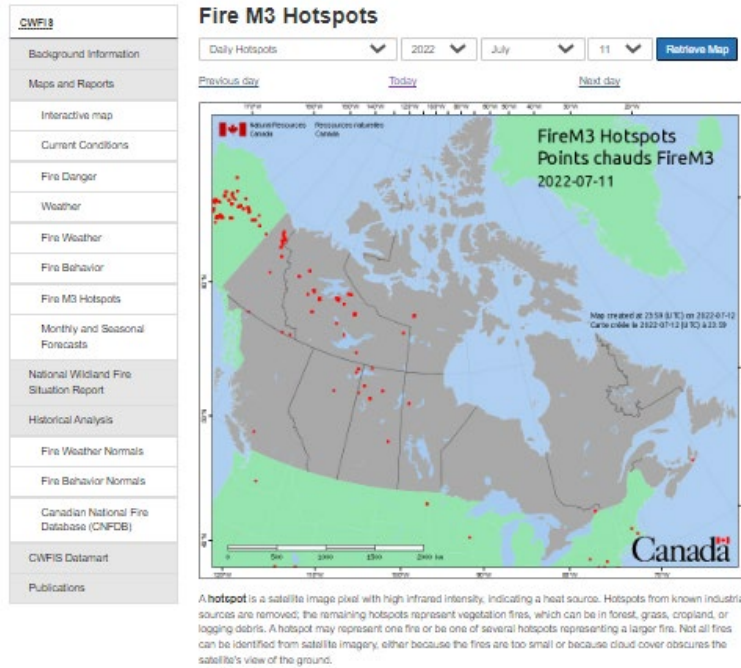 CWFIS
Background Information
Maps and Reports
Interactive map
Current Conditions
Fire Danger
Weather
Fire Weather
Fire Behavior
Fire M3 Hotspots
Monthly and Seasonal
Forecasts
National Wildland Fire
Situation Report
Historical Analysis
Fire Weather Normals
Fire Behavior Normals
Canadian National Fire
Database (CNFDB)
CWFIS Datamart
Publications
Fire M3 Hotspots
Daily Hotspots 2022 July 11 Retrieve Map
Previous day Today Next day
Natural Resources Ressources naturelles
Canada Canada
FireM3 Hotspots
Points chauds FireM3
2022-07-11
Map created at 23:59 (UTC) on 2022-07-12
Carte créée le 2022-07-12 (UTC) à 23:59
0 500 1000 1500 2000 km
Canada
A hotspot is a satellite image pixel with high infrared intensity, indicating a heat source. Hotspots from known industria
sources are removed; the remaining hotspots represent vegetation fires, which can be in forest, grass, cropland, or
logging debris. A hotspot may represent one fire or be one of several hotspots representing a larger fire. Not all fires
can be identified from satellite imagery, either because the fires are too small or because cloud cover obscures the
satellite's view of the ground.